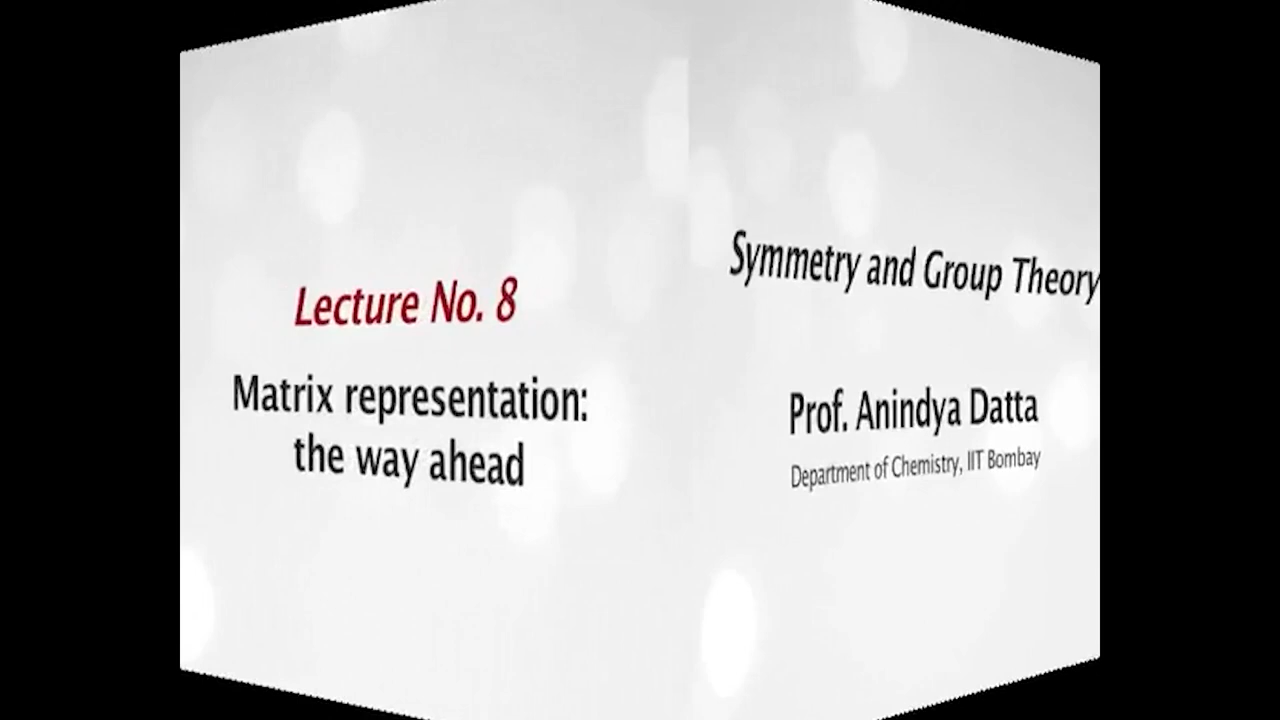 Lecture No. 8
Matrix representation:
the way ahead
Symmetry and Group Theory
Prof. Anindya Datta
Department of Chemistry, IIT Bombay